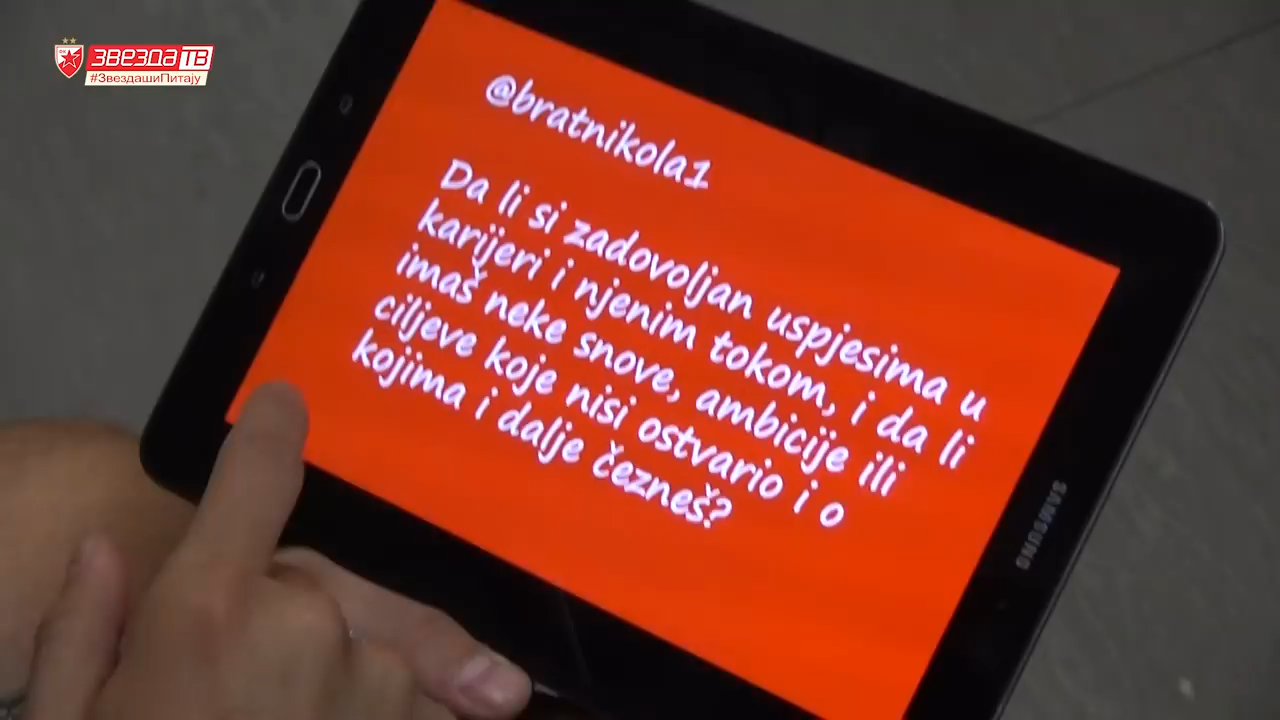 ЗВЕЗДА ТВ
#ЗвездашиПитају
@bratnikola1
Da li si zadovoljan uspjesima u
karijeri i njenim tokom, i da li
imaš neke snove, ambicije ili
ciljeve koje nisi ostvario i o
kojima i dalje čezneš?
SAMSUNG